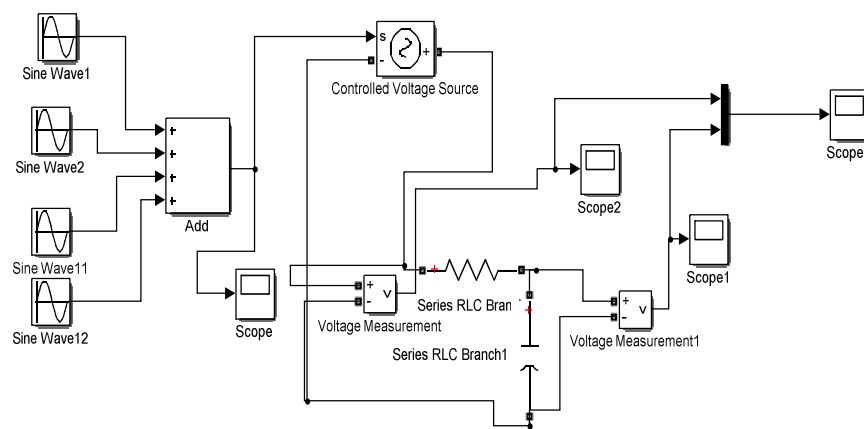 Sine Wave1
Sine Wave2
Sine Wave11
Sine Wave12
+
+
+
+
Add
s
-
+
Controlled Voltage Source
Scope
+
-
v
Voltage Measurement
Series RLC Bran
Series RLC Branch1
Scope2
+
-
v
Voltage Measurement1
Scope1
Scope